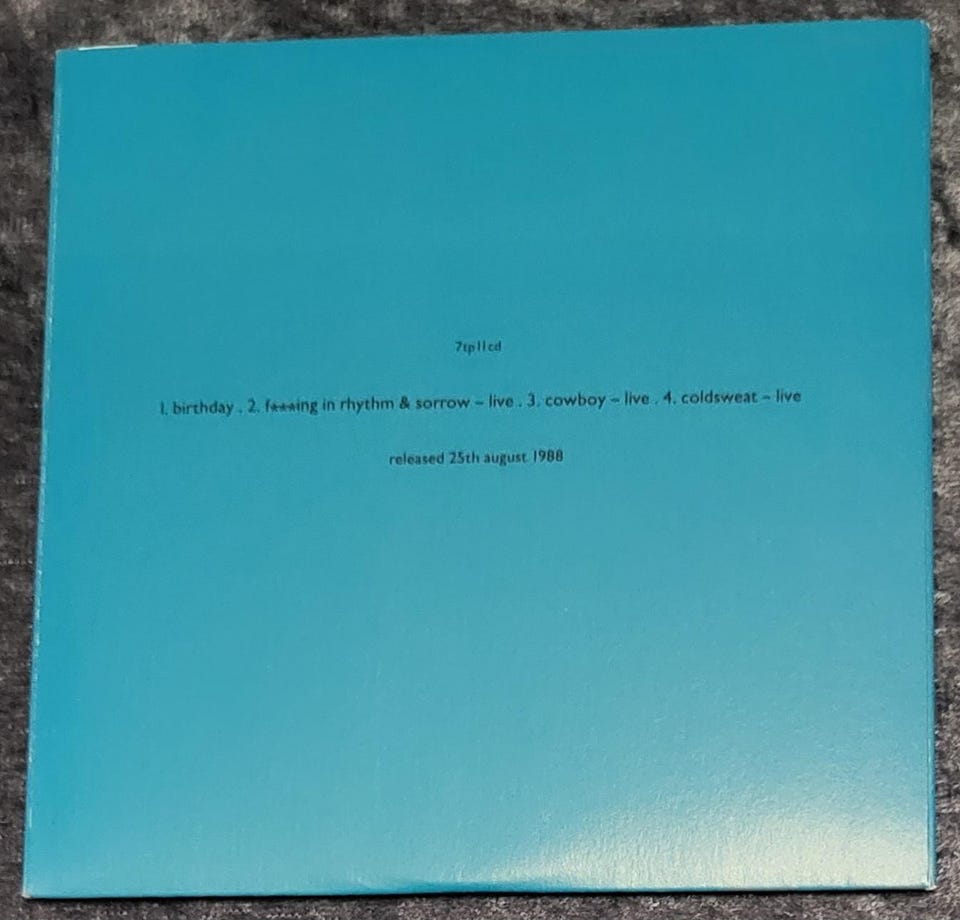 7tp11cd
1. birthday . 2. f***ing in rhythm & sorrow – live . 3. cowboy – live . 4. coldsweat – live
released 25th august 1988